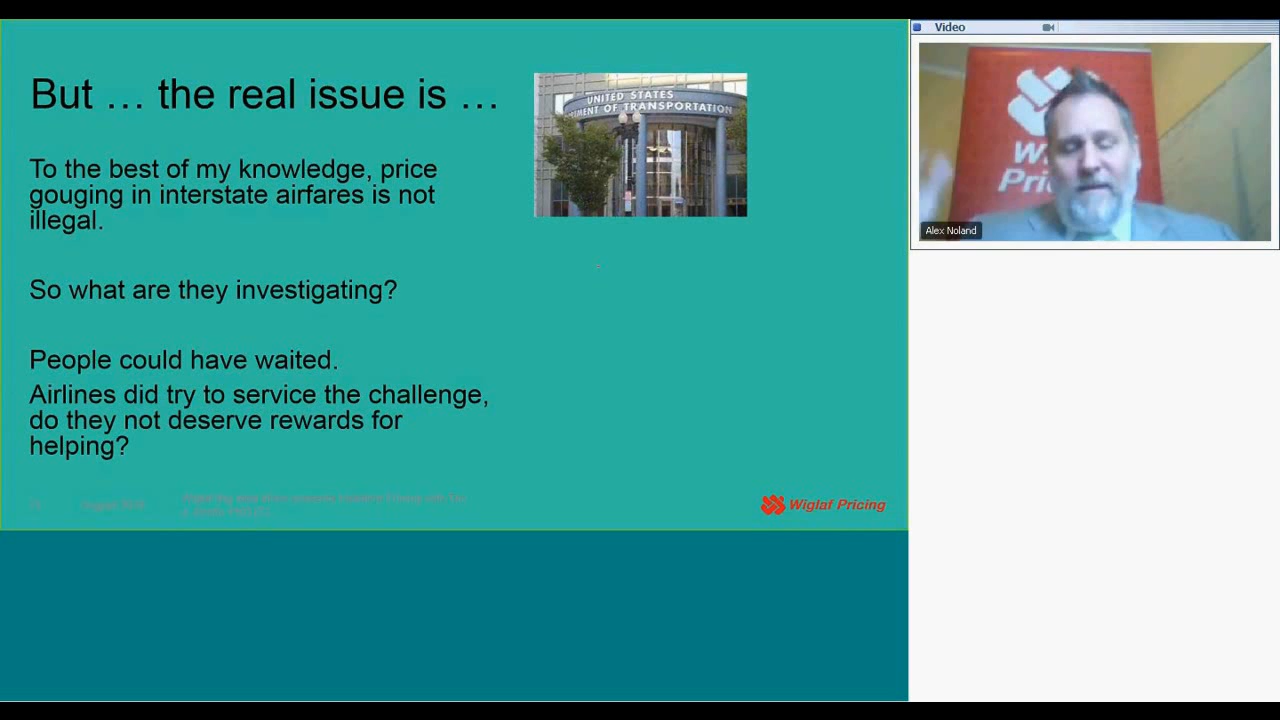 But … the real issue is …
UNITED STATES
MENT OF TRANSPORTATION
To the best of my knowledge, price
gouging in interstate airfares is not
illegal.
So what are they investigating?
People could have waited.
Airlines did try to service the challenge,
do they not deserve rewards for
helping?
Wiglaf Pricing
Video
Alex Noland